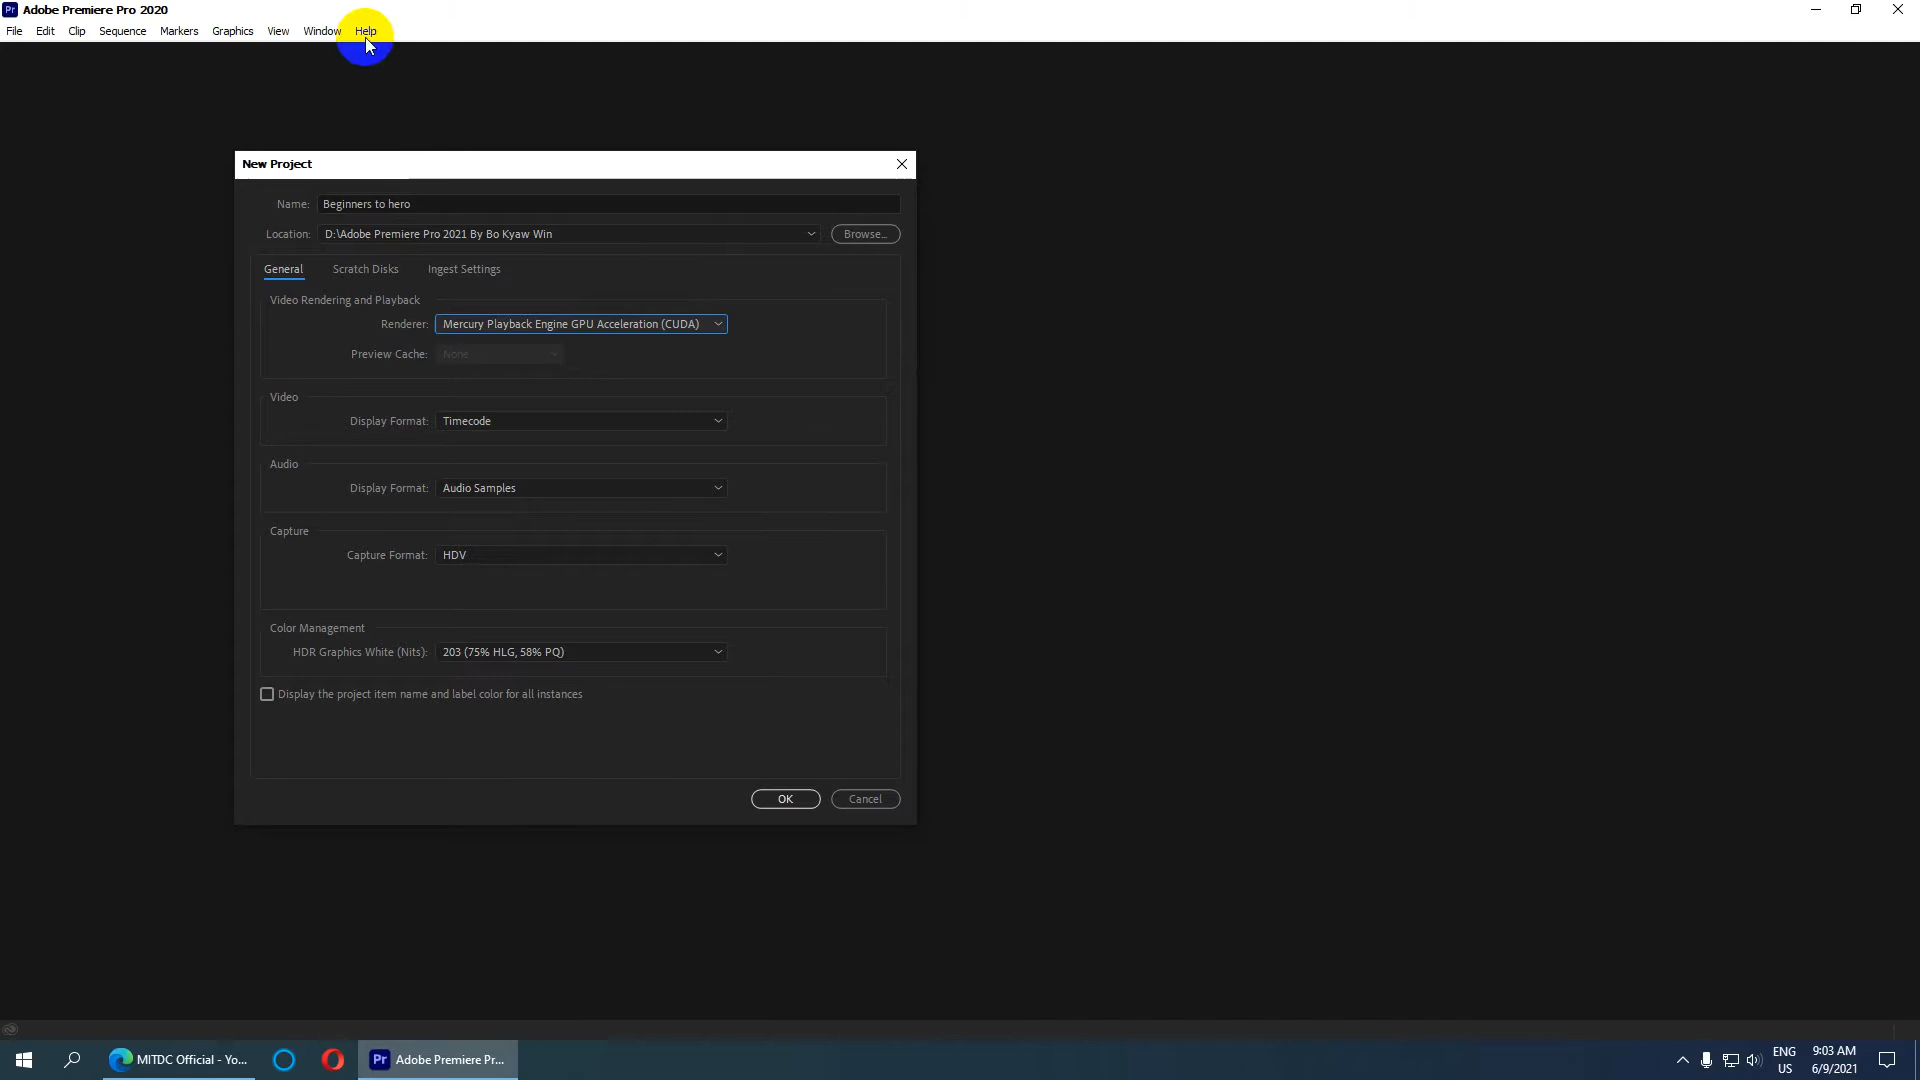 Pr Adobe Premiere Pro 2020
File Edit Clip Sequence Markers Graphics View Window Help
New Project
Name: Beginners to hero
Location: D:\Adobe Premiere Pro 2021 By Bo Kyaw Win Browse...
General Scratch Disks Ingest Settings
Video Rendering and Playback
Renderer: Mercury Playback Engine GPU Acceleration (CUDA)
Preview Cache: None
Video
Display Format: Timecode
Audio
Display Format: Audio Samples
Capture
Capture Format: HDV
Color Management
HDR Graphics White (Nits): 203 (75% HLG, 58% PQ)
Display the project item name and label color for all instances
OK Cancel
MITDC Official - Yo... Pr Adobe Premiere Pr... ENG 9:03 AM
US 6/9/2021